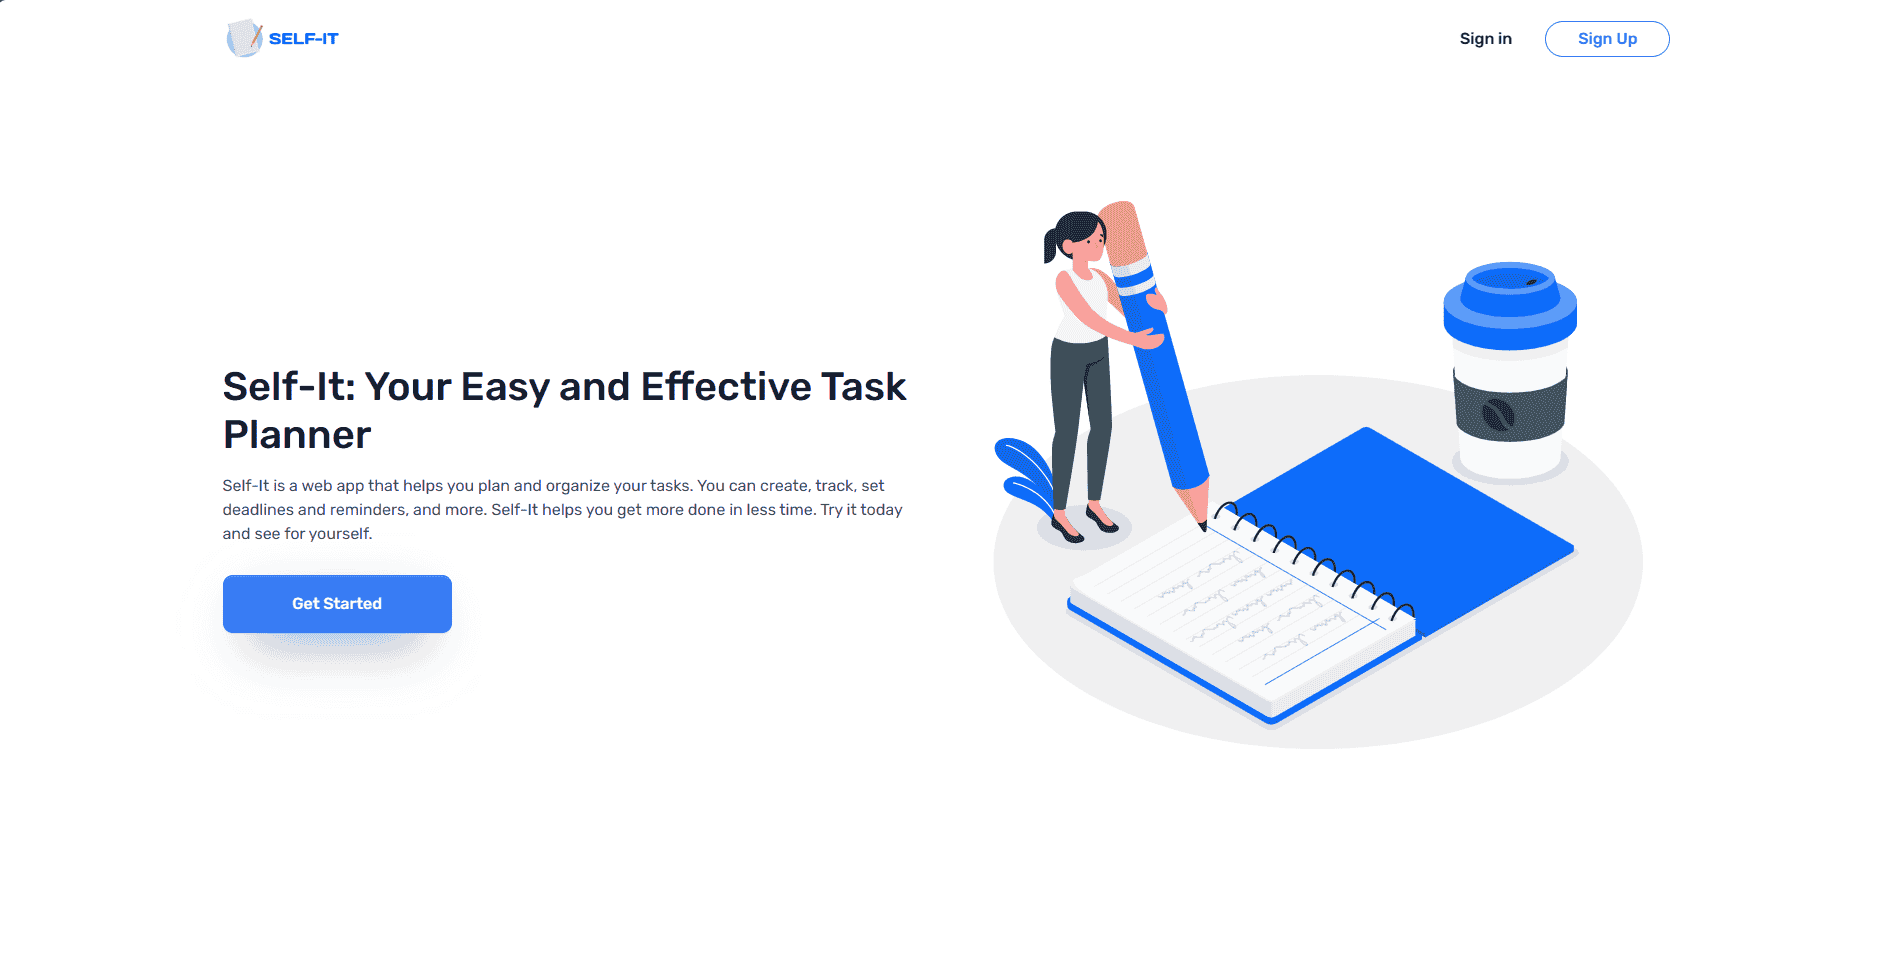 SELF-IT
Sign in
Sign Up
Self-It: Your Easy and Effective Task
Planner
Self-It is a web app that helps you plan and organize your tasks. You can create, track, set
deadlines and reminders, and more. Self-It helps you get more done in less time. Try it today
and see for yourself.
Get Started